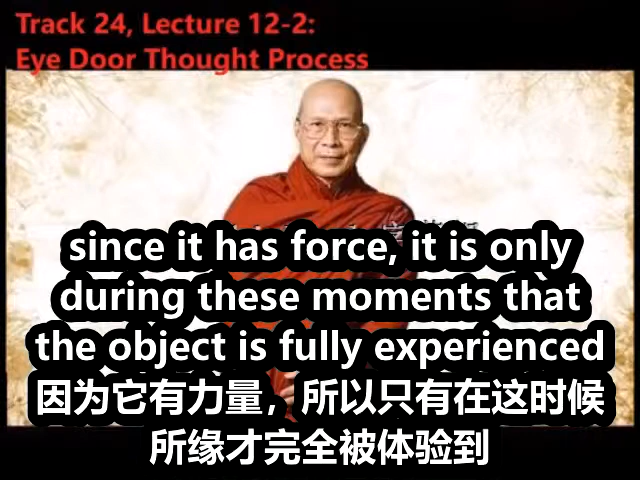 Track 24, Lecture 12-2:
Eye Door Thought Process
since it has force, it is only
during these moments that
the object is fully experienced
因为它有力量，所以只有在这时候
所缘才完全被体验到